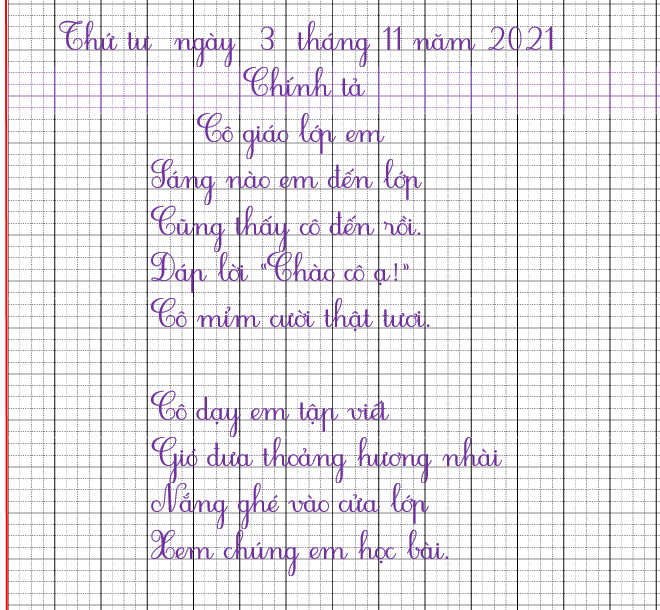 Thứ tư ngày 3 tháng 11 năm 2021
Chính tả
Cô giáo lớp em
Sáng nào em đến lớp
Cũng thấy cô đến rồi.
Đáp lời "Chào cô ạ!"
Cô mỉm cười thật tươi.
Cô dạy em tập viết
Gió đưa thoảng hương nhài
Nắng ghé vào cửa lớp
Xem chúng em học bài.